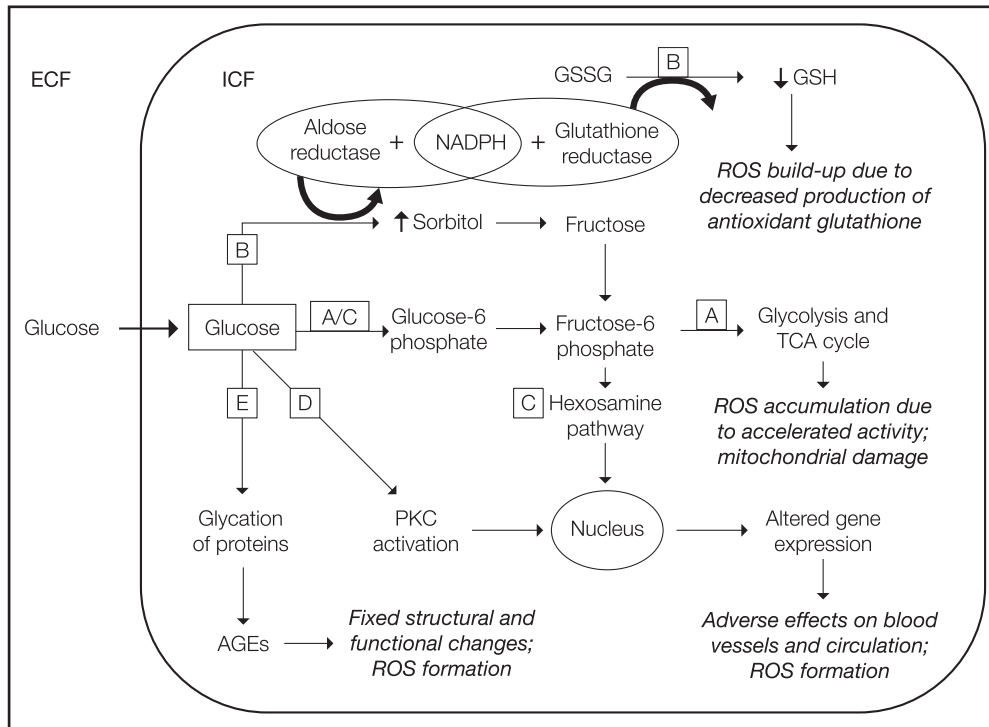 ECF
ICF
GSSG
B
GSH
Aldose
reductase
+
NADPH
+
Glutathione
reductase
ROS build-up due to
decreased production of
antioxidant glutathione
B
Sorbitol
Fructose
Glucose
Glucose
A/C
Glucose-6
phosphate
Fructose-6
phosphate
A
Glycolysis and
TCA cycle
E
D
C
Hexosamine
pathway
ROS accumulation due
to accelerated activity;
mitochondrial damage
Glycation
of proteins
PKC
activation
Nucleus
Altered gene
expression
AGEs
Fixed structural and
functional changes;
ROS formation
Adverse effects on blood
vessels and circulation;
ROS formation